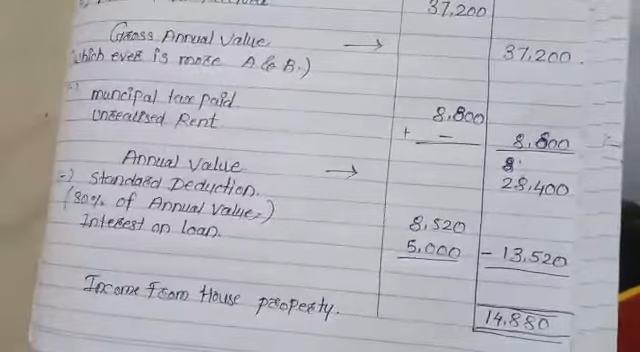 37,200
Gross Annual Value → 37,200.
which ever is more A & B.)
(-) muncipal tax paid 8,800
unrealised Rent + - 8,800
8
Annual Value → 28,400
(-) Standard Deduction.
(30% of Annual Value.) 8,520
Interest on loan. 5,000 - 13,520
Income from House property. 14,880